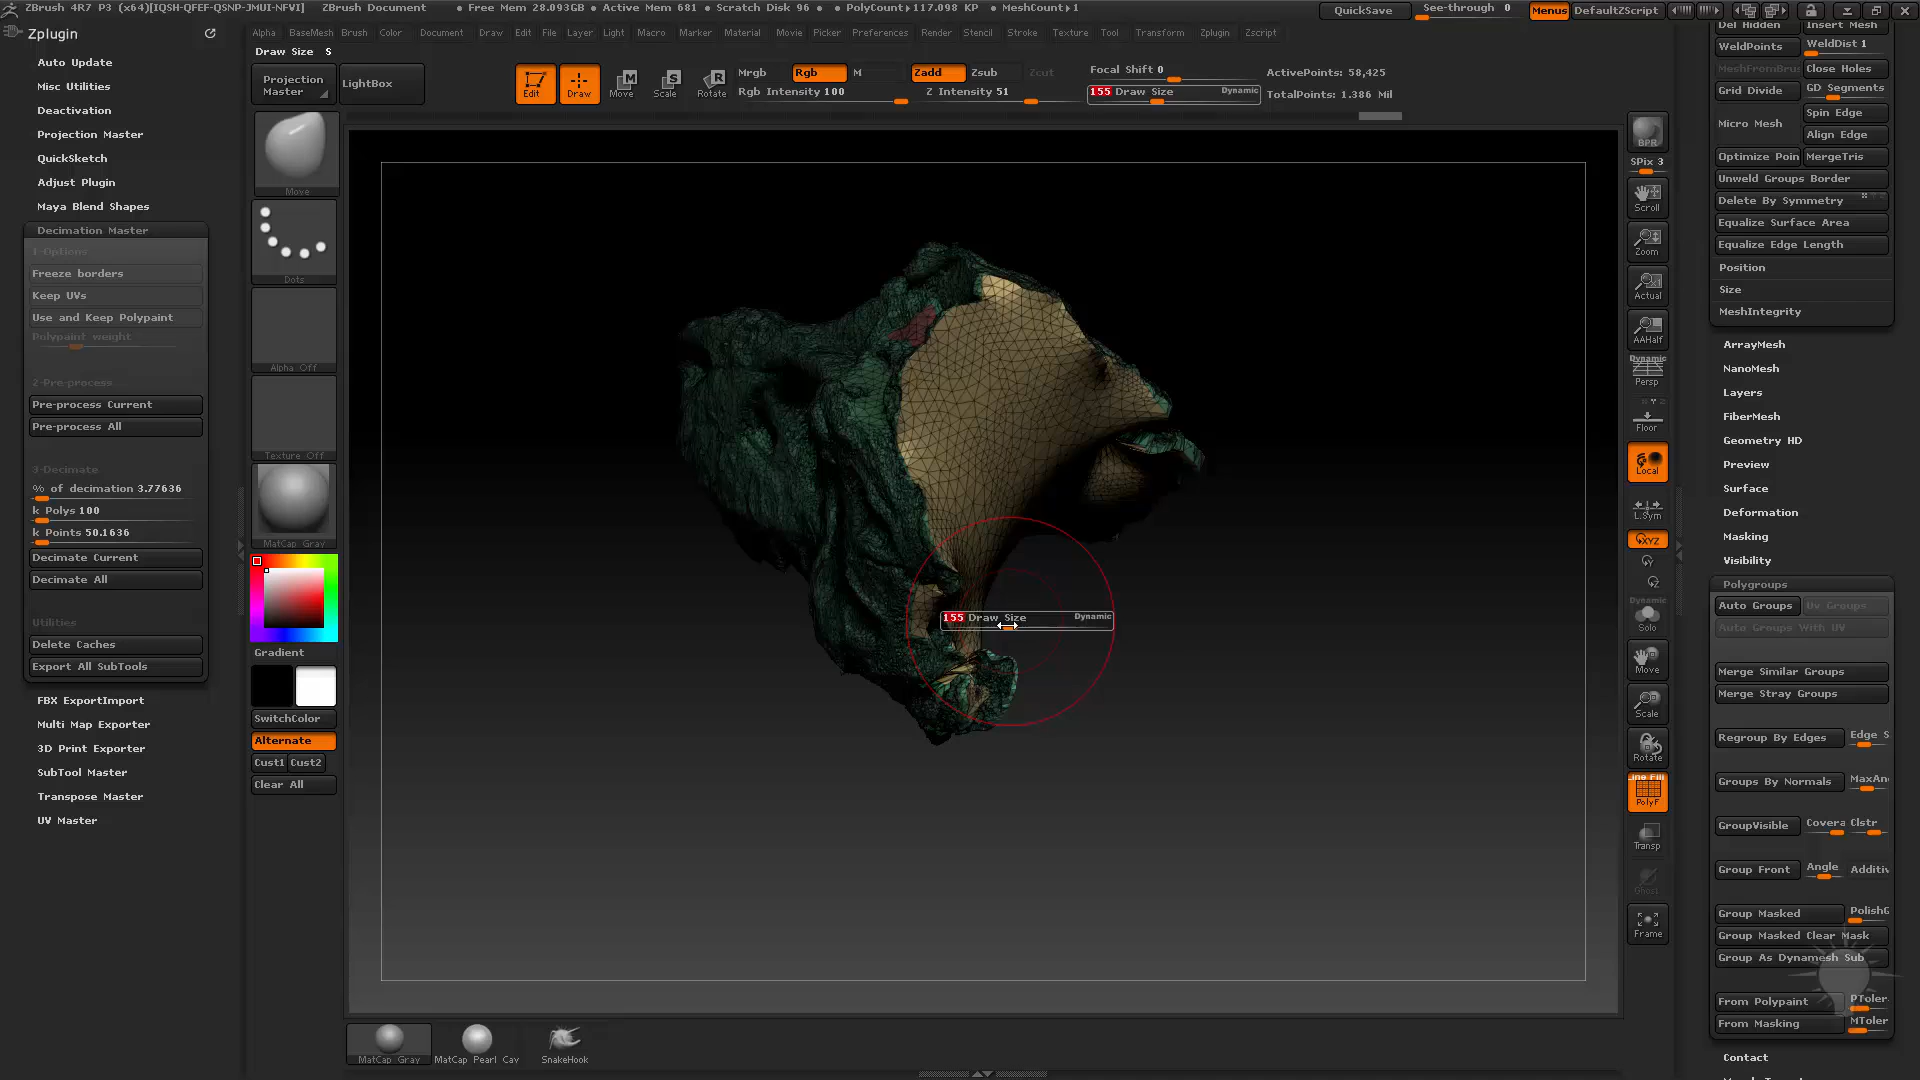 ZBrush 4R7 P3 (x64)[IQSH-QFEF-QSNP-JMUI-NFVI] ZBrush Document • Free Mem 28.093GB • Active Mem 681 • Scratch Disk 96 • PolyCount▸117.098 KP • MeshCount▸1 QuickSave See-through 0 Menus DefaultZScript
Alpha BaseMesh Brush Color Document Draw Edit File Layer Light Macro Marker Material Movie Picker Preferences Render Stencil Stroke Texture Tool Transform Zplugin Zscript
Draw Size S
Projection Master
LightBox
Edit Draw Move Scale Rotate
Mrgb Rgb M
Rgb Intensity 100
Zadd Zsub Zcut
Z Intensity 51
Focal Shift 0
155 Draw Size Dynamic
ActivePoints: 58,425
TotalPoints: 1.386 Mil
Zplugin
Auto Update
Misc Utilities
Deactivation
Projection Master
QuickSketch
Adjust Plugin
Maya Blend Shapes
Decimation Master
1-Options
Freeze borders
Keep UVs
Use and Keep Polypaint
Polypaint weight
2-Pre-process
Pre-process Current
Pre-process All
3-Decimate
% of decimation 3.77636
k Polys 100
k Points 50.1636
Decimate Current
Decimate All
Utilities
Delete Caches
Export All SubTools
FBX ExportImport
Multi Map Exporter
3D Print Exporter
SubTool Master
Transpose Master
UV Master
Move
Dots
Alpha Off
Texture Off
MatCap Gray
Gradient
SwitchColor
Alternate
Cust1 Cust2
Clear All
155 Draw Size Dynamic
MatCap Gray
MatCap Pearl Cav
SnakeHook
BPR
SPix 3
Scroll
Zoom
Actual
AAHalf
Dynamic
Persp
Floor
Local
L.Sym
XYZ
Y
Z
Dynamic
Solo
Move
Scale
Rotate
Line Fill
PolyF
Transp
Ghost
Frame
Del Hidden Insert Mesh
WeldPoints WeldDist 1
MeshFromBru Close Holes
Grid Divide GD Segments
Micro Mesh Spin Edge
Align Edge
Optimize Poin MergeTris
Unweld Groups Border
Delete By Symmetry
Equalize Surface Area
Equalize Edge Length
Position
Size
MeshIntegrity
ArrayMesh
NanoMesh
Layers
FiberMesh
Geometry HD
Preview
Surface
Deformation
Masking
Visibility
Polygroups
Auto Groups Uv Groups
Auto Groups With UV
Merge Similar Groups
Merge Stray Groups
Regroup By Edges Edge S
Groups By Normals MaxAn
GroupVisible Covera Clstr
Group Front Angle Additiv
Group Masked PolishG
Group Masked Clear Mask
Group As Dynamesh Sub
From Polypaint PToler
From Masking MToler
Contact